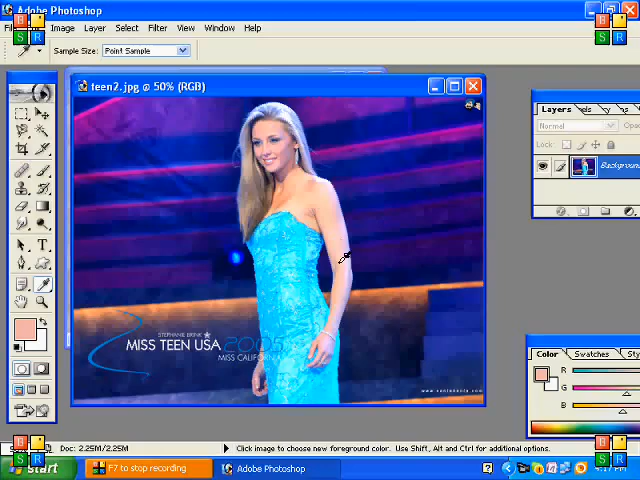 Adobe Photoshop
Image Layer Select Filter View Window Help
Sample Size: Point Sample
teen2.jpg @ 50% (RGB)
Layers
Normal
Lock:
Background
STEPHANIE BRINK
MISS TEEN USA 2005
MISS CALIFORNIA
Color Swatches
R
G
B
Doc: 2.25M/2.25M
Click image to choose new foreground color. Use Shift, Alt and Ctrl for additional options.
start
F7 to stop recording
Adobe Photoshop
4:17 PM
B
S R